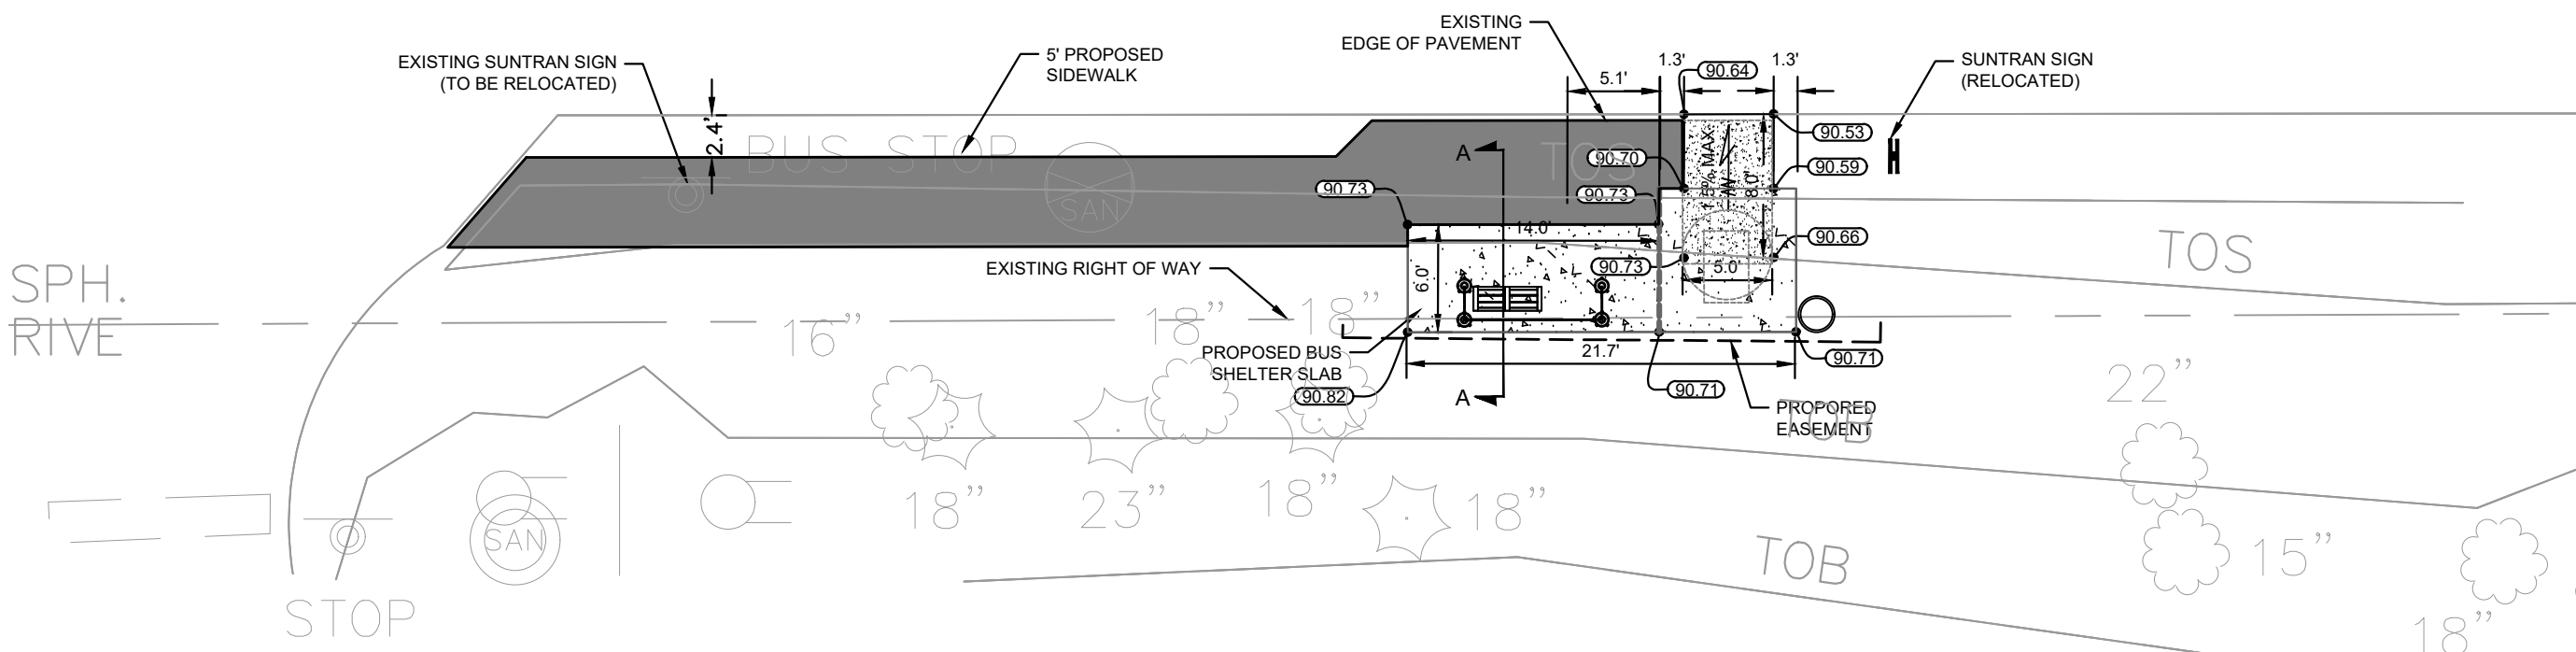 EXISTING
EDGE OF PAVEMENT
EXISTING SUNTRAN SIGN
(TO BE RELOCATED)
5' PROPOSED
SIDEWALK
1.3'
1.3'
90.64
SUNTRAN SIGN
(RELOCATED)
5.1'
2.4'
BUS STOP
TOS
A
90.53
90.70
90.59
MAX
8.0'
90.73
90.73
SAN
14.0'
90.66
TOS
EXISTING RIGHT OF WAY
6.0'
90.73
5.0'
SPH.
RIVE
16"
18"
18"
PROPOSED BUS
SHELTER SLAB
21.7'
90.71
90.82
A
90.71
PROPORED
EASEMENT
TOB
22"
18"
23"
18"
18"
SAN
TOB
15"
STOP
18"